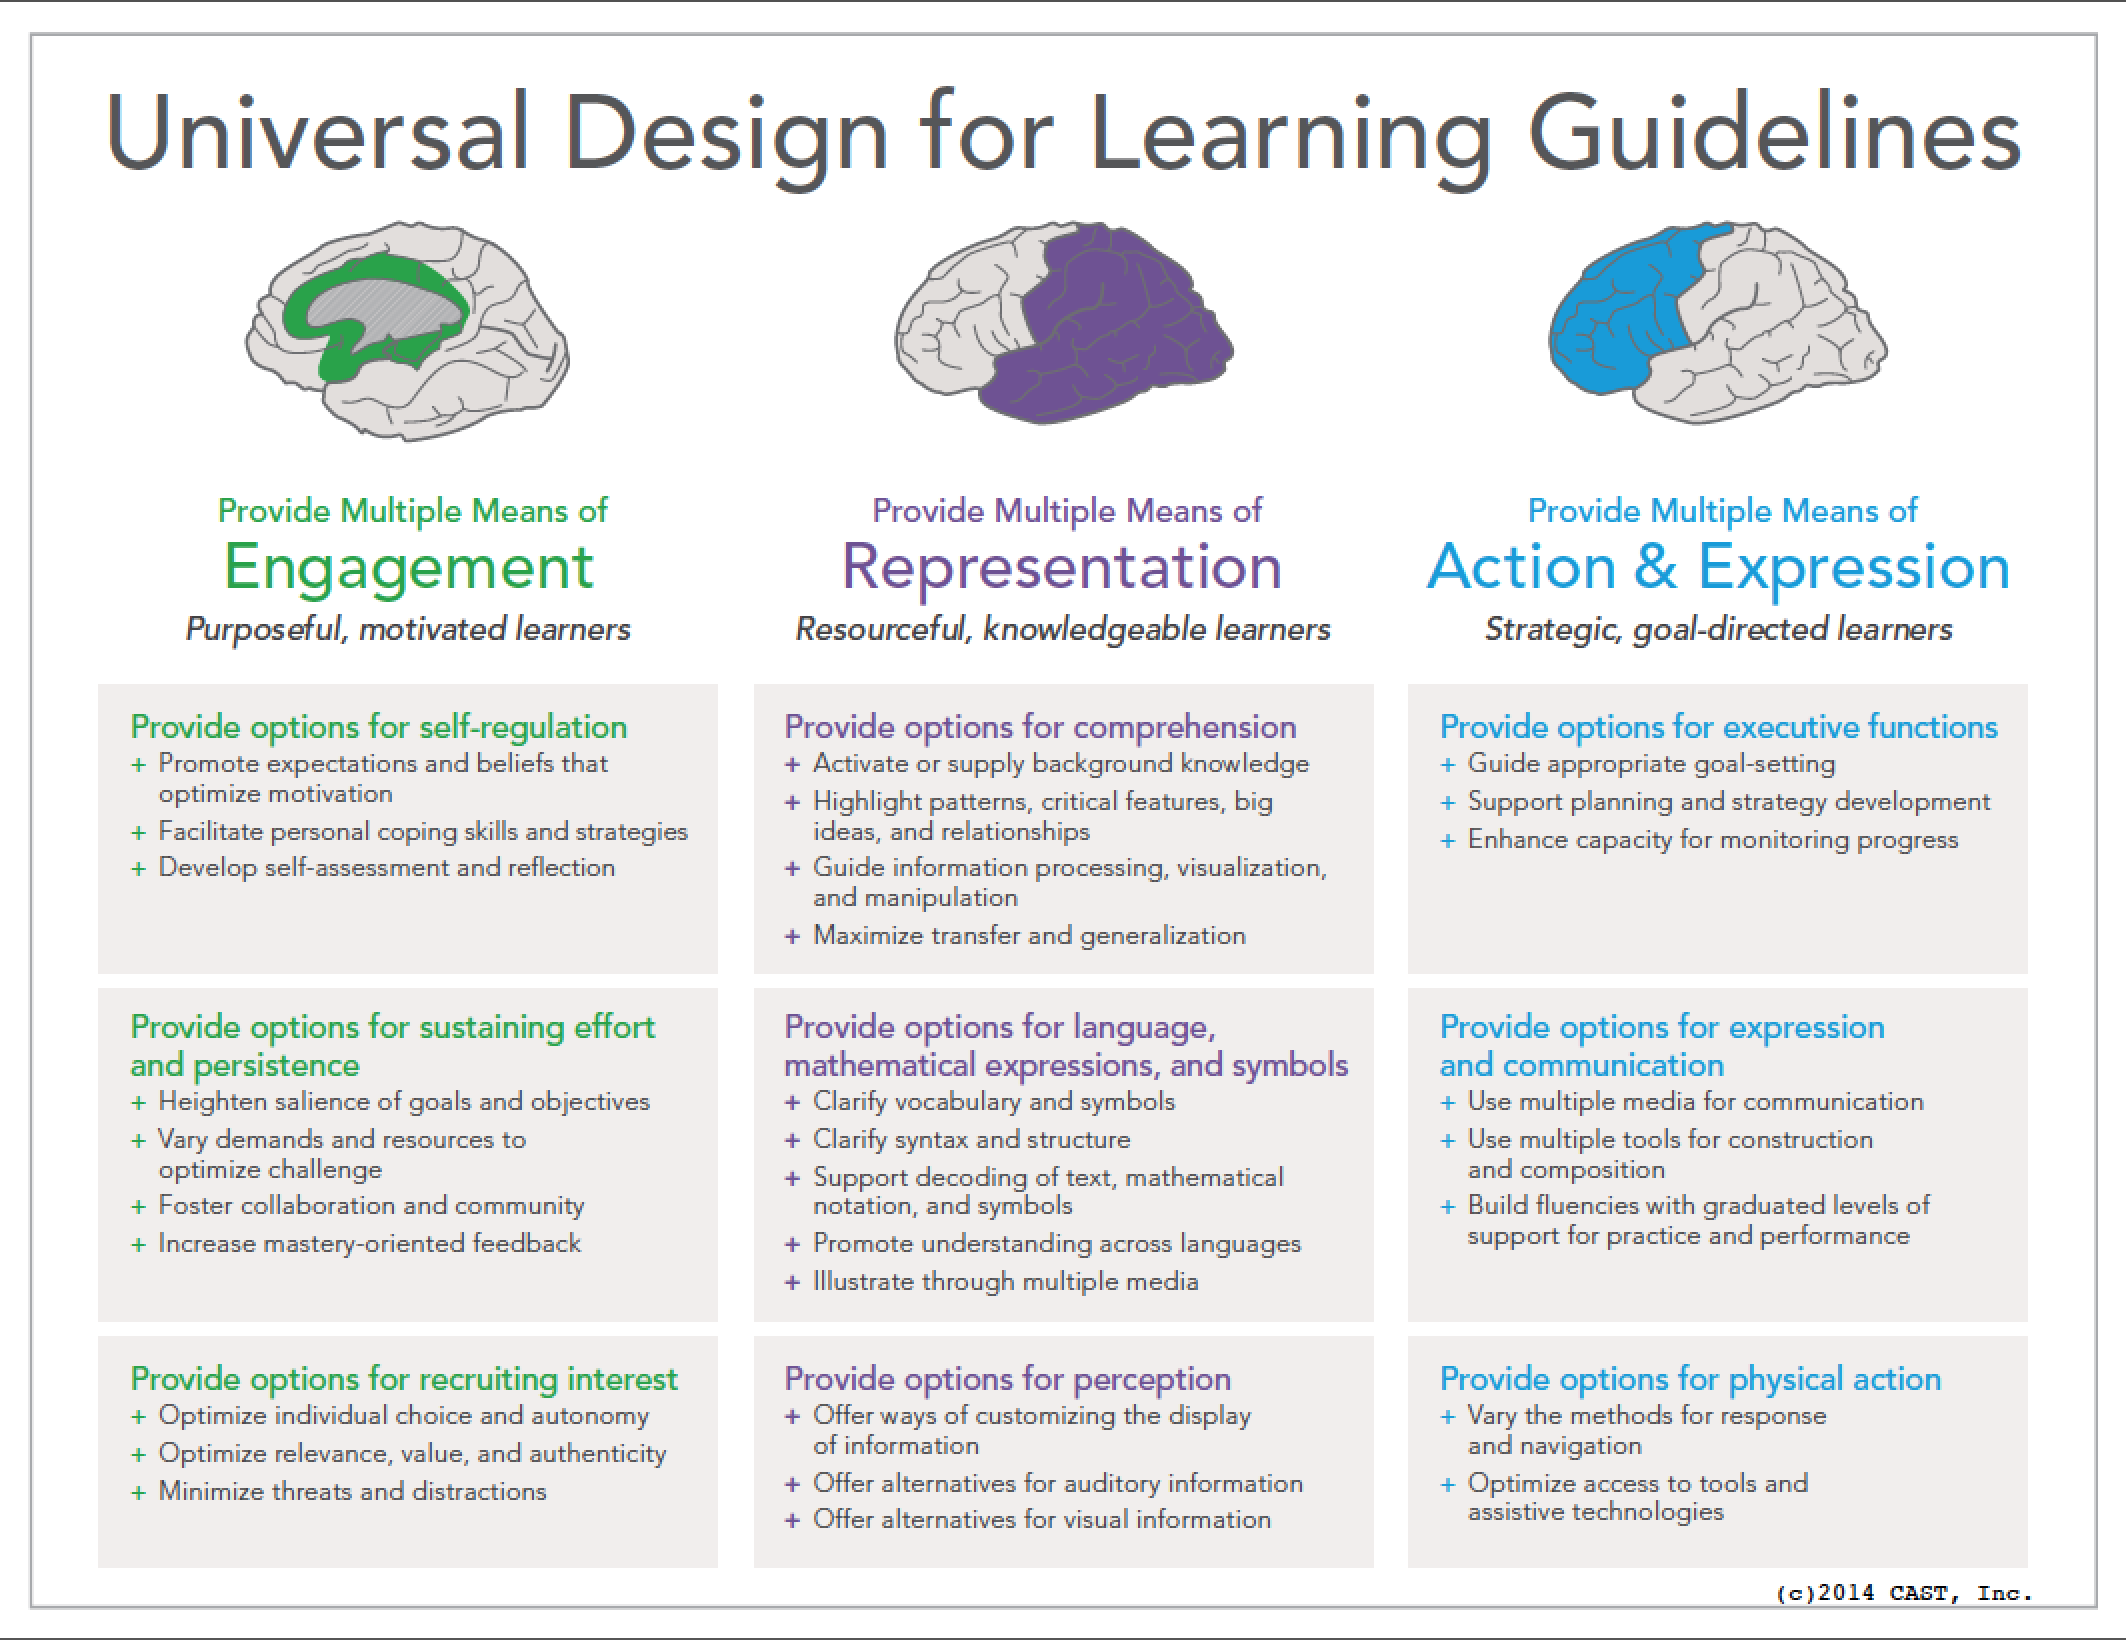 Universal Design for Learning Guidelines
Provide Multiple Means of
Engagement
Purposeful, motivated learners
Provide options for self-regulation
+ Promote expectations and beliefs that
optimize motivation
+ Facilitate personal coping skills and strategies
+ Develop self-assessment and reflection
Provide options for sustaining effort
and persistence
+ Heighten salience of goals and objectives
+ Vary demands and resources to
optimize challenge
+ Foster collaboration and community
+ Increase mastery-oriented feedback
Provide options for recruiting interest
+ Optimize individual choice and autonomy
+ Optimize relevance, value, and authenticity
+ Minimize threats and distractions
Provide Multiple Means of
Representation
Resourceful, knowledgeable learners
Provide options for comprehension
+ Activate or supply background knowledge
+ Highlight patterns, critical features, big
ideas, and relationships
+ Guide information processing, visualization,
and manipulation
+ Maximize transfer and generalization
Provide options for language,
mathematical expressions, and symbols
+ Clarify vocabulary and symbols
+ Clarify syntax and structure
+ Support decoding of text, mathematical
notation, and symbols
+ Promote understanding across languages
+ Illustrate through multiple media
Provide options for perception
+ Offer ways of customizing the display
of information
+ Offer alternatives for auditory information
+ Offer alternatives for visual information
Provide Multiple Means of
Action & Expression
Strategic, goal-directed learners
Provide options for executive functions
+ Guide appropriate goal-setting
+ Support planning and strategy development
+ Enhance capacity for monitoring progress
Provide options for expression
and communication
+ Use multiple media for communication
+ Use multiple tools for construction
and composition
+ Build fluencies with graduated levels of
support for practice and performance
Provide options for physical action
+ Vary the methods for response
and navigation
+ Optimize access to tools and
assistive technologies
(c)2014 CAST, Inc.